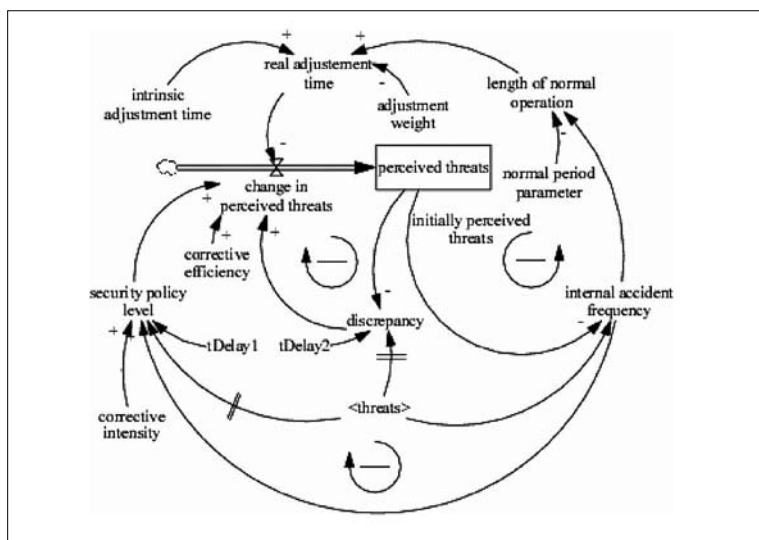 +
+
real adjustement
time
intrinsic
adjustment time
-
adjustment
weight
length of normal
operation
-
-
normal period
parameter
perceived threats
change in
perceived threats
+
+
+
corrective
efficiency
initially perceived
threats
security policy
level
-
discrepancy
internal accident
frequency
-
+
+
tDelay1
tDelay2
corrective
intensity
<threats>
+